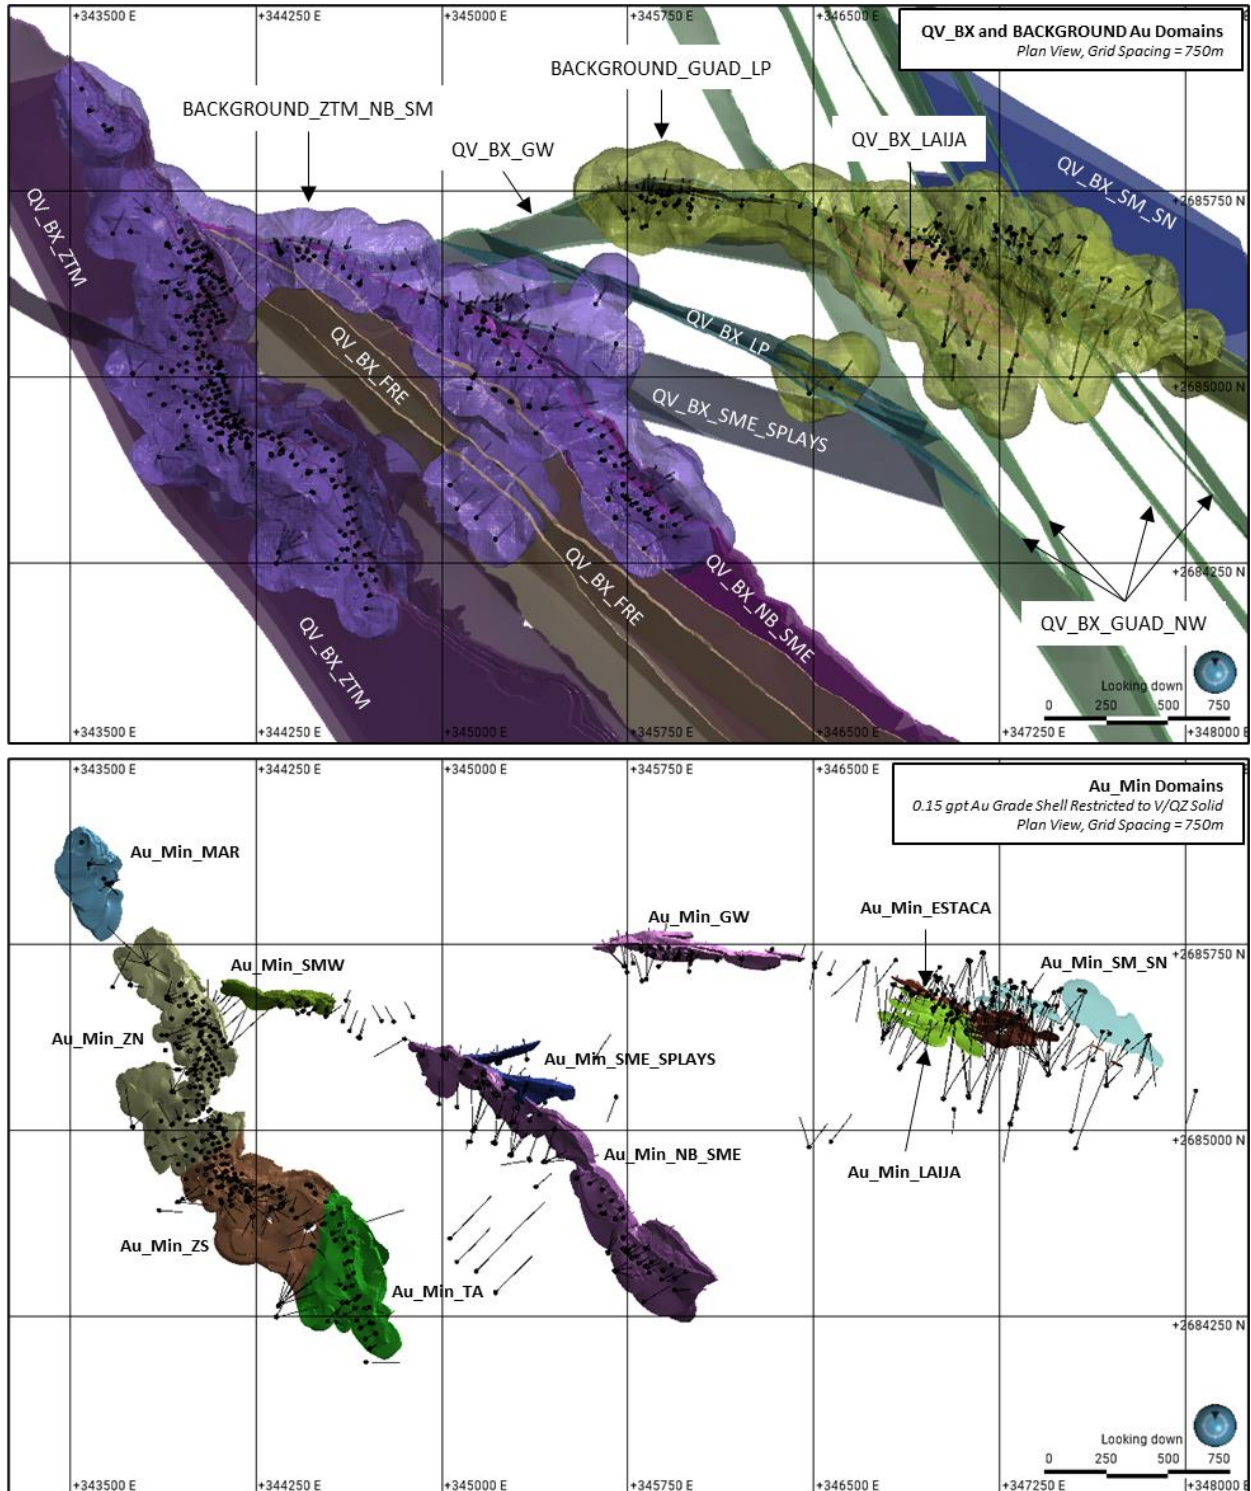 +343500 E
+344250 E
+345000 E
+345750 E
+346500 E
QV_BX and BACKGROUND Au Domains
Plan View, Grid Spacing = 750m
BACKGROUND_GUAD_LP
BACKGROUND_ZTM_NB_SM
QV_BX_GW
QV_BX_LAIJA
QV_BX_SM_SN
+2685750 N
QV_BX_ZTM
QV_BX_LP
QV_BX_FRE
+2685000 N
QV_BX_SME_SPLAYS
QV_BX_FRE
QV_BX_NB_SME
+2684250 N
QV_BX_GUAD_NW
QV_BX_ZTM
Looking down
0 250 500 750
+343500 E
+344250 E
+345000 E
+345750 E
+346500 E
+347250 E
+348000 E
+343500 E
+344250 E
+345000 E
+345750 E
+346500 E
Au_Min Domains
0.15 gpt Au Grade Shell Restricted to V/QZ Solid
Plan View, Grid Spacing = 750m
Au_Min_MAR
Au_Min_GW
Au_Min_ESTACA
+2685750 N
Au_Min_SMW
Au_Min_SM_SN
Au_Min_ZN
Au_Min_SME_SPLAYS
+2685000 N
Au_Min_NB_SME
Au_Min_LAIJA
Au_Min_ZS
Au_Min_TA
+2684250 N
Looking down
0 250 500 750
+343500 E
+344250 E
+345000 E
+345750 E
+346500 E
+347250 E
+348000 E